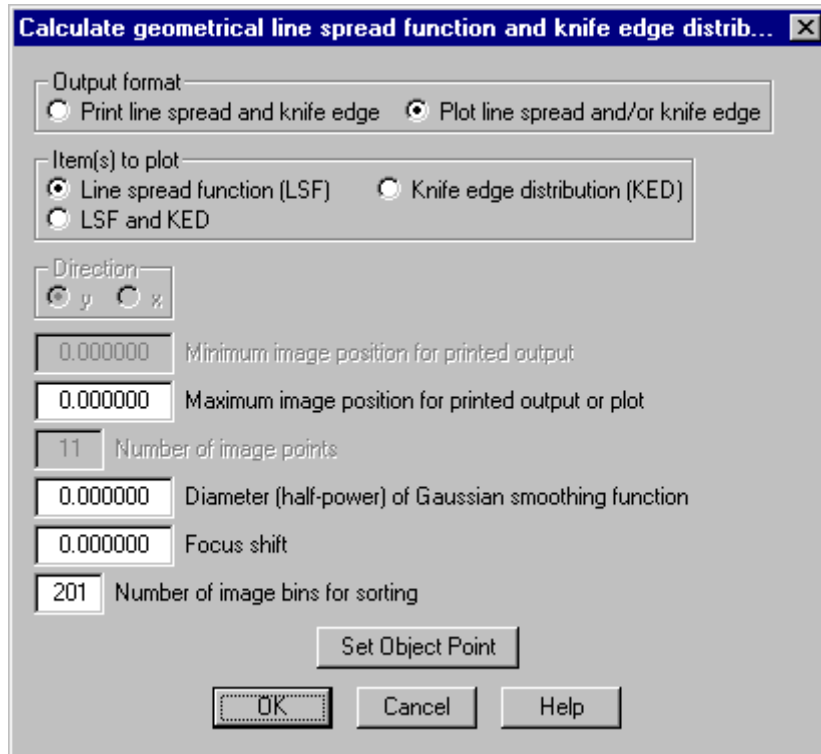 Calculate geometrical line spread function and knife edge distrib...
Output format
Print line spread and knife edge Plot line spread and/or knife edge
Item(s) to plot
Line spread function (LSF) Knife edge distribution (KED)
LSF and KED
Direction
y x
0.000000 Minimum image position for printed output
0.000000 Maximum image position for printed output or plot
11 Number of image points
0.000000 Diameter (half-power) of Gaussian smoothing function
0.000000 Focus shift
201 Number of image bins for sorting
Set Object Point
OK Cancel Help